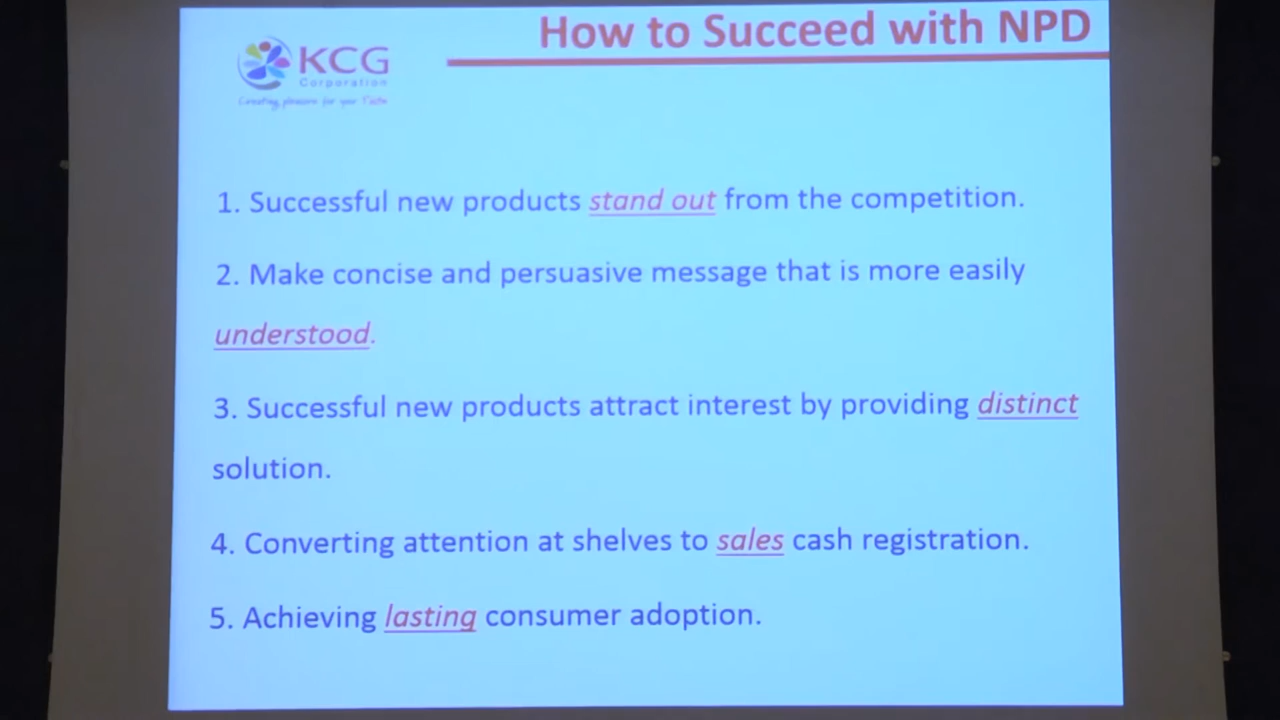 How to Succeed with NPD
KCG
Corporation
Creating pleasure for your Taste
1. Successful new products stand out from the competition.
2. Make concise and persuasive message that is more easily
understood.
3. Successful new products attract interest by providing distinct
solution.
4. Converting attention at shelves to sales cash registration.
5. Achieving lasting consumer adoption.